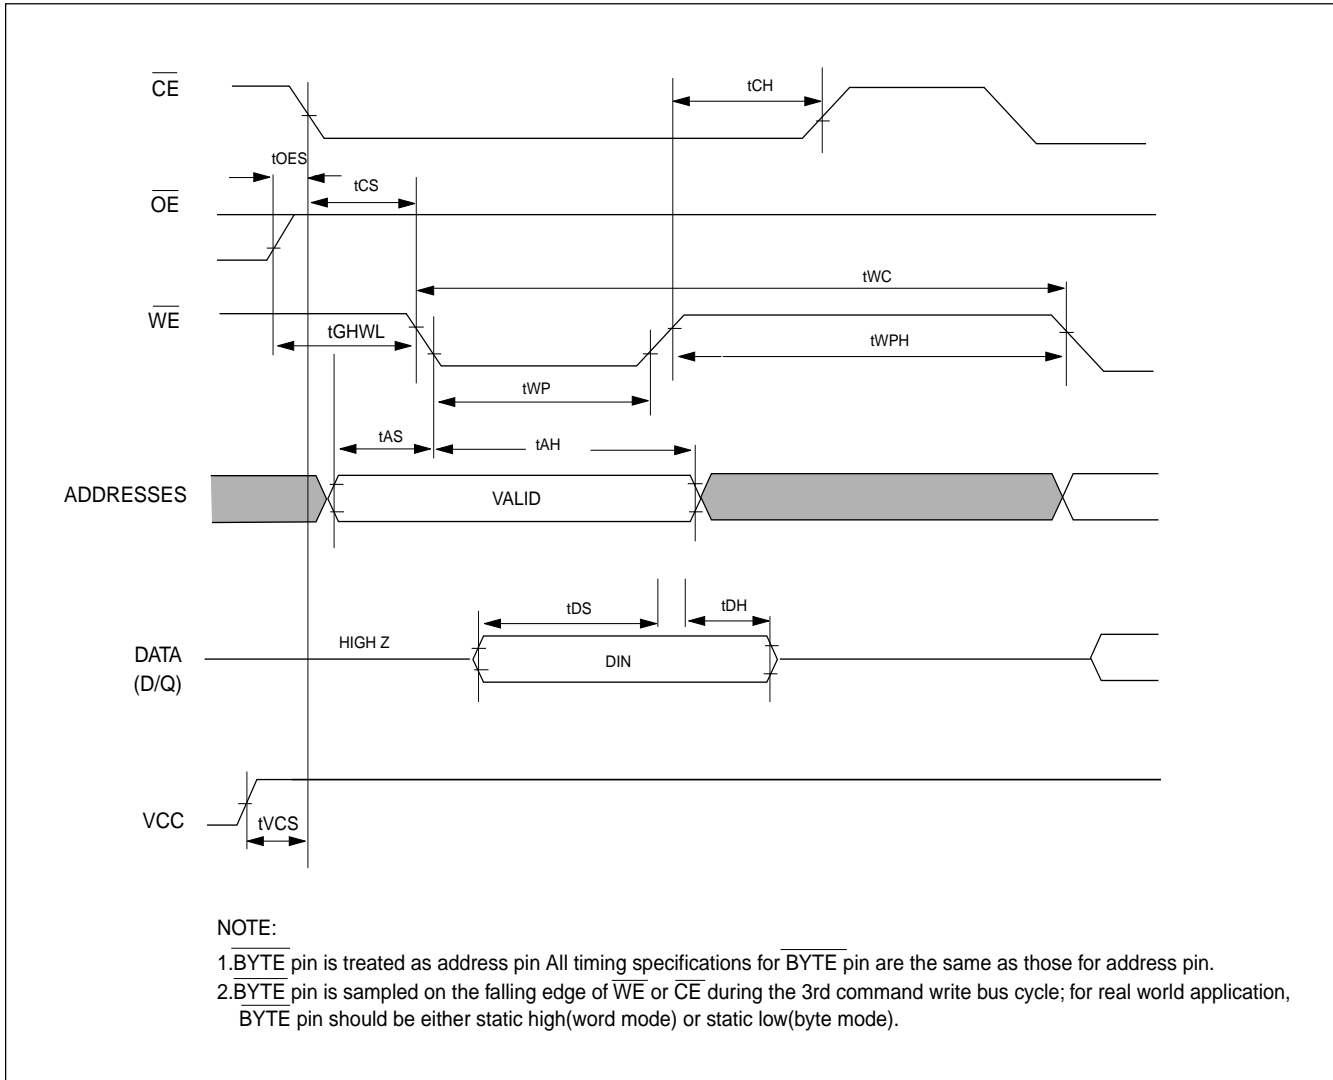 CE
tCH
tOES
tCS
OE
tWC
WE
tGHWL
tWPH
tWP
tAS
tAH
ADDRESSES
VALID
tDS
tDH
HIGH Z
DATA
(D/Q)
DIN
VCC
tVCS
NOTE:
1.BYTE pin is treated as address pin All timing specifications for BYTE pin are the same as those for address pin.
2.BYTE pin is sampled on the falling edge of WE or CE during the 3rd command write bus cycle; for real world application,
BYTE pin should be either static high(word mode) or static low(byte mode).